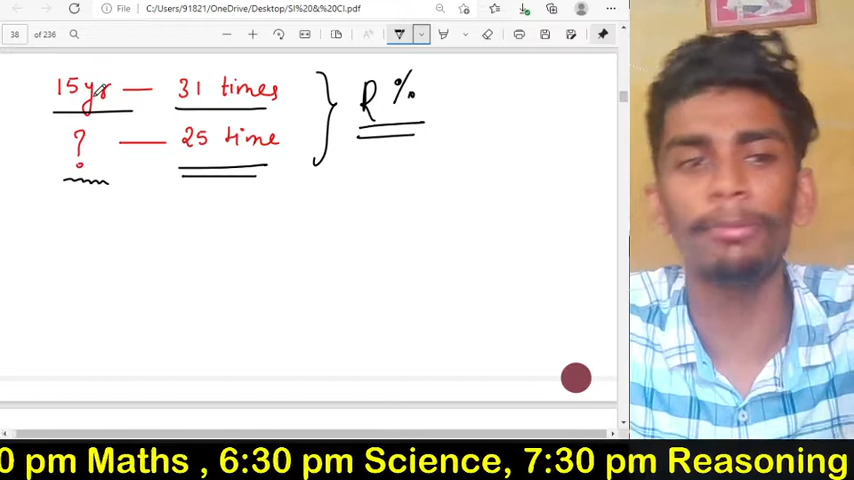 File
C:/Users/91821/OneDrive/Desktop/SI%20&%20CI.pdf
38 of 236
15 yr — 31 times
? — 25 time
R %
0 pm Maths , 6:30 pm Science, 7:30 pm Reasoning